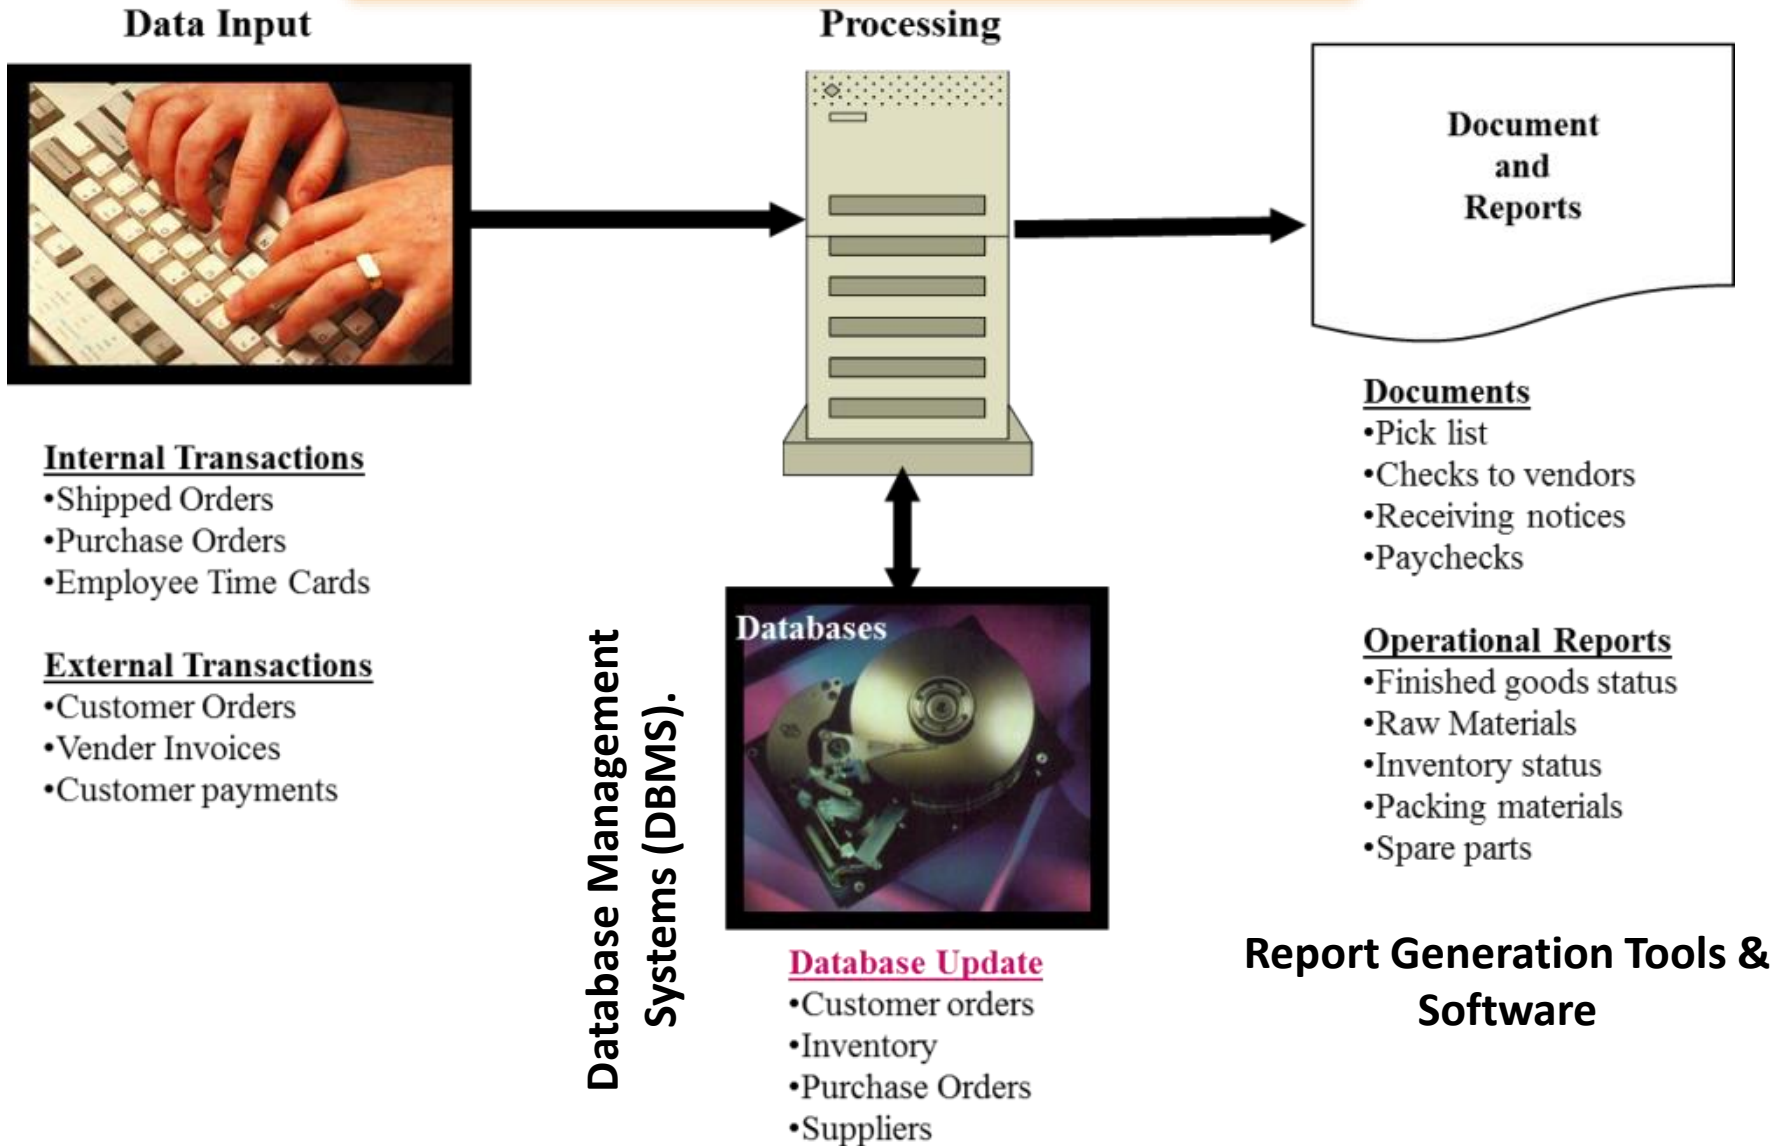 Data Input
Processing
Document
and
Reports
Internal Transactions
•Shipped Orders
•Purchase Orders
•Employee Time Cards
External Transactions
•Customer Orders
•Vender Invoices
•Customer payments
Database Management
Systems (DBMS).
Databases
Database Update
•Customer orders
•Inventory
•Purchase Orders
•Suppliers
Documents
•Pick list
•Checks to vendors
•Receiving notices
•Paychecks
Operational Reports
•Finished goods status
•Raw Materials
•Inventory status
•Packing materials
•Spare parts
Report Generation Tools &
Software